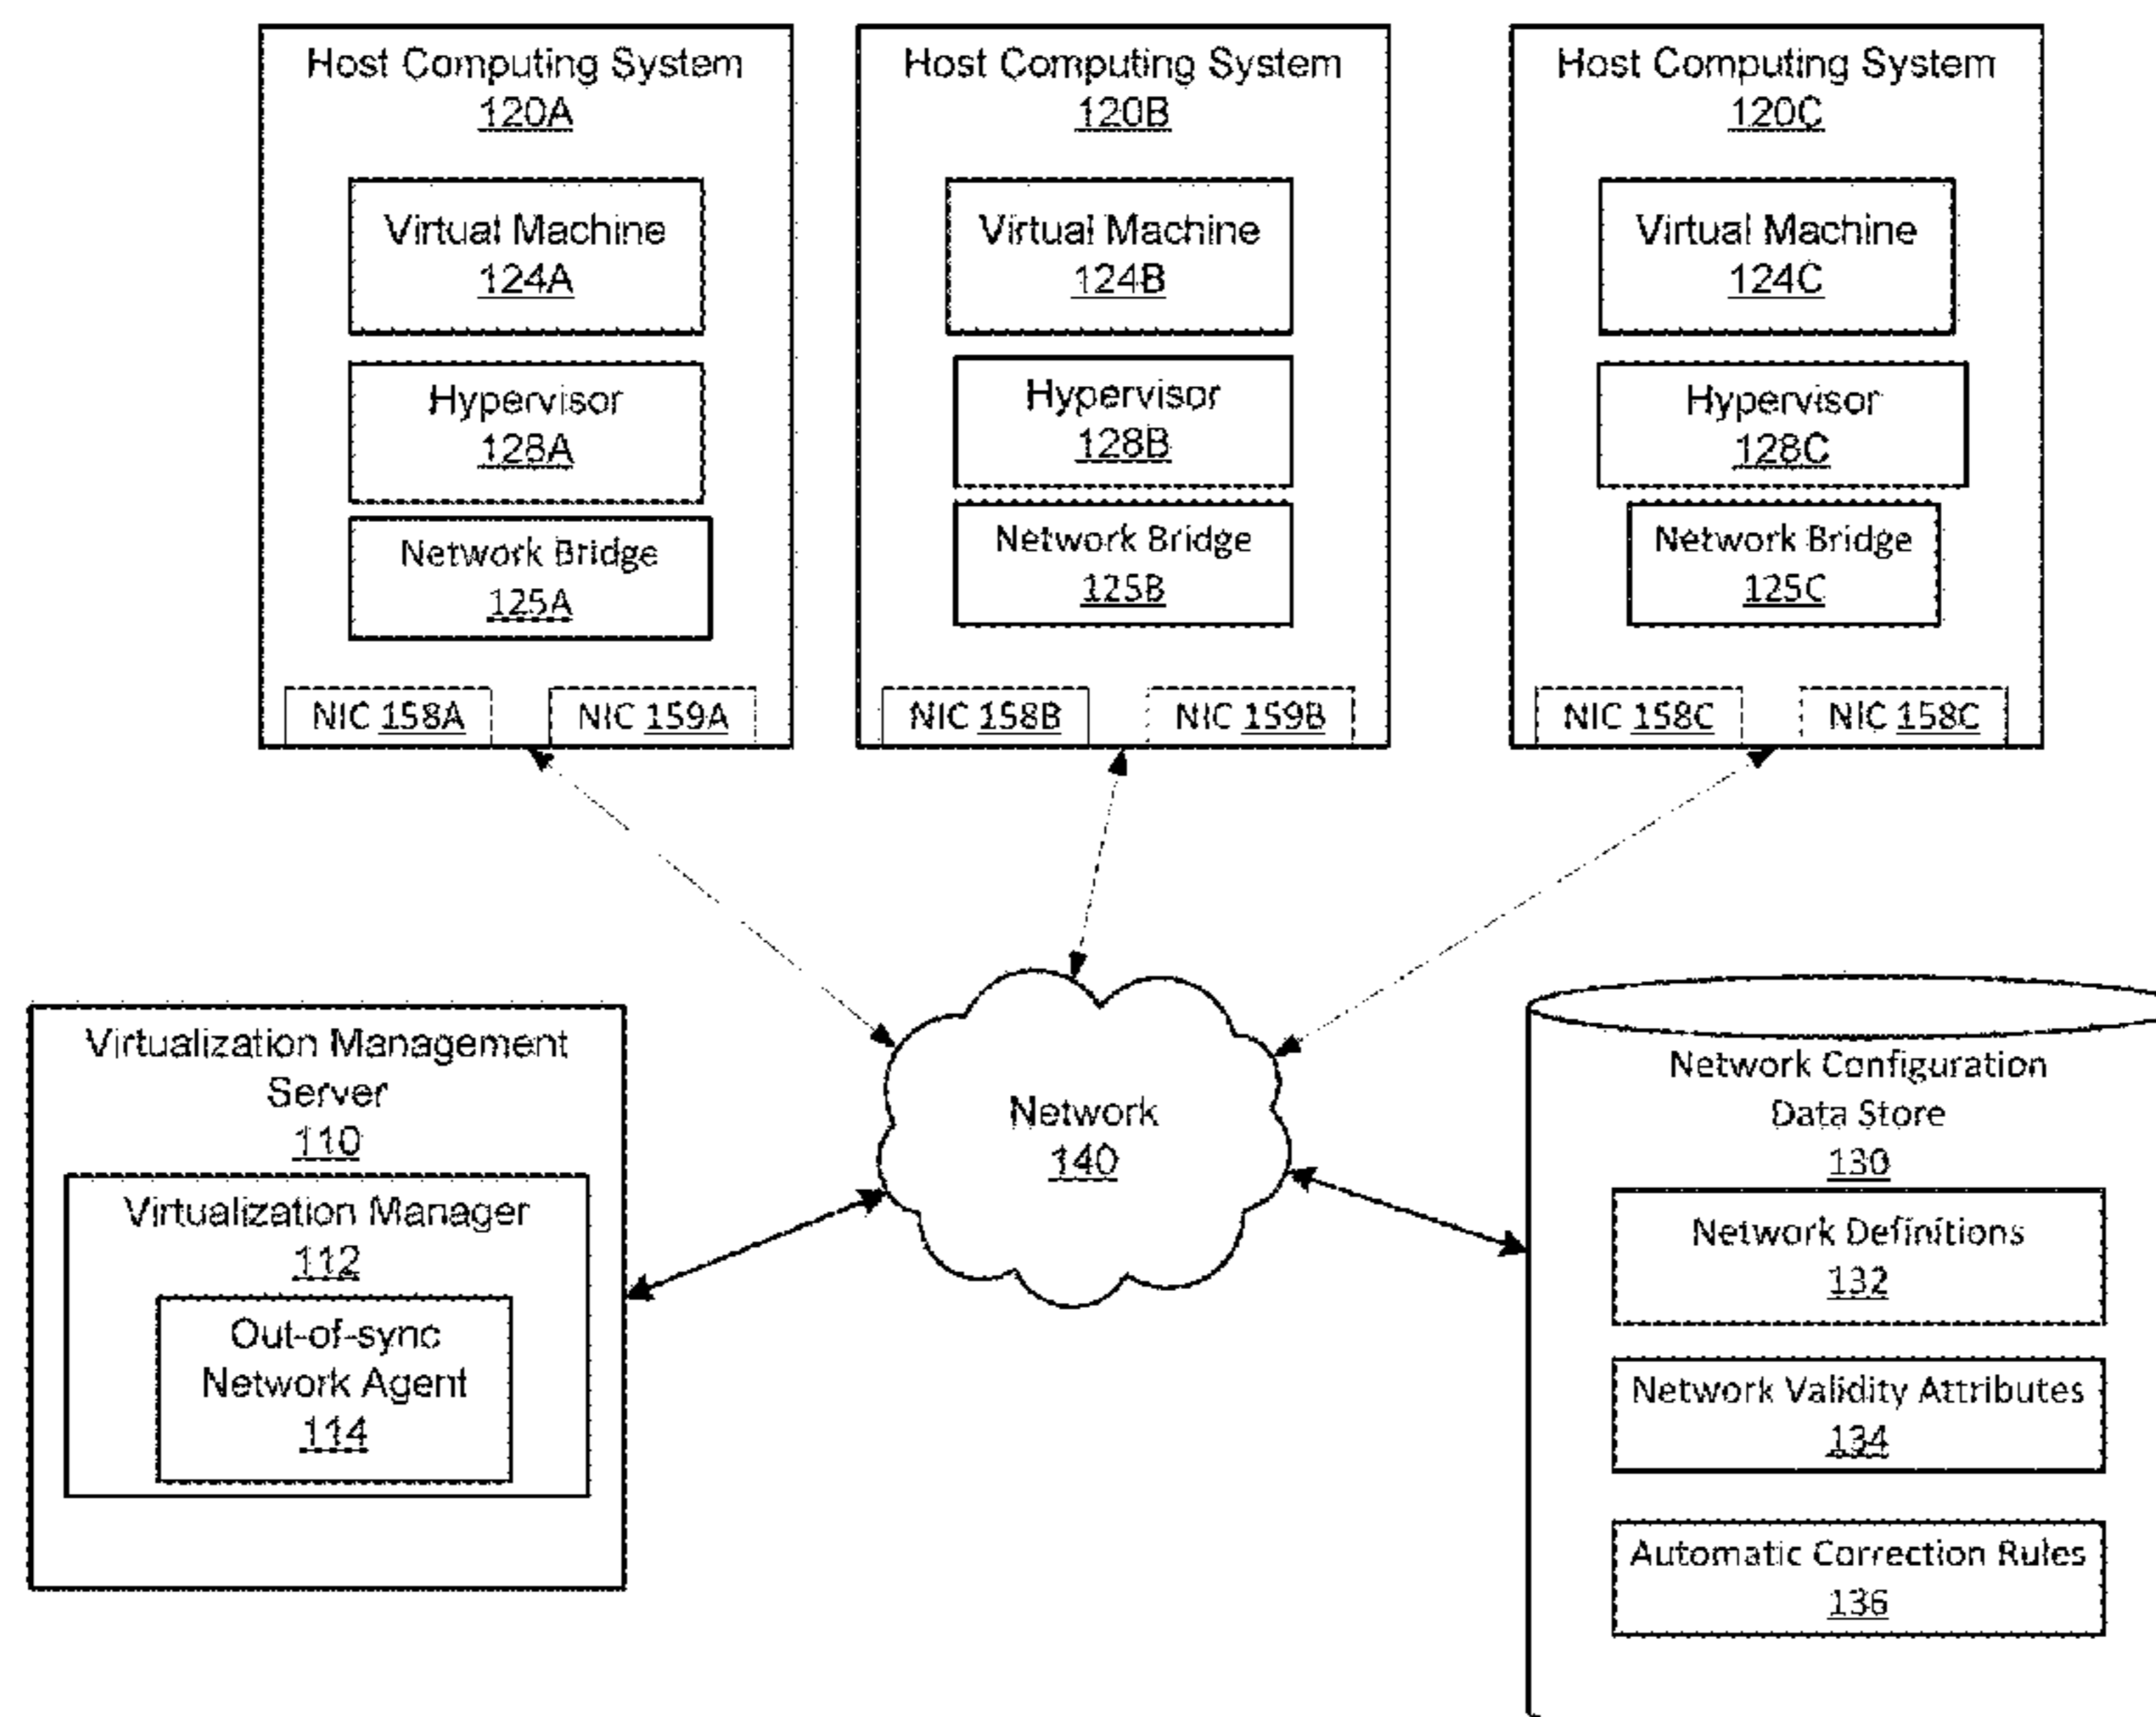 Host Computing System
120A
Virtual Machine
124A
Hypervisor
128A
Network Bridge
125A
NIC 158A
NIC 159A
Host Computing System
120B
Virtual Machine
124B
Hypervisor
128B
Network Bridge
125B
NIC 158B
NIC 159B
Host Computing System
120C
Virtual Machine
124C
Hypervisor
128C
Network Bridge
125C
NIC 158C
NIC 158C
Virtualization Management
Server
110
Virtualization Manager
112
Out-of-sync
Network Agent
114
Network
140
Network Configuration
Data Store
130
Network Definitions
132
Network Validity Attributes
134
Automatic Correction Rules
136